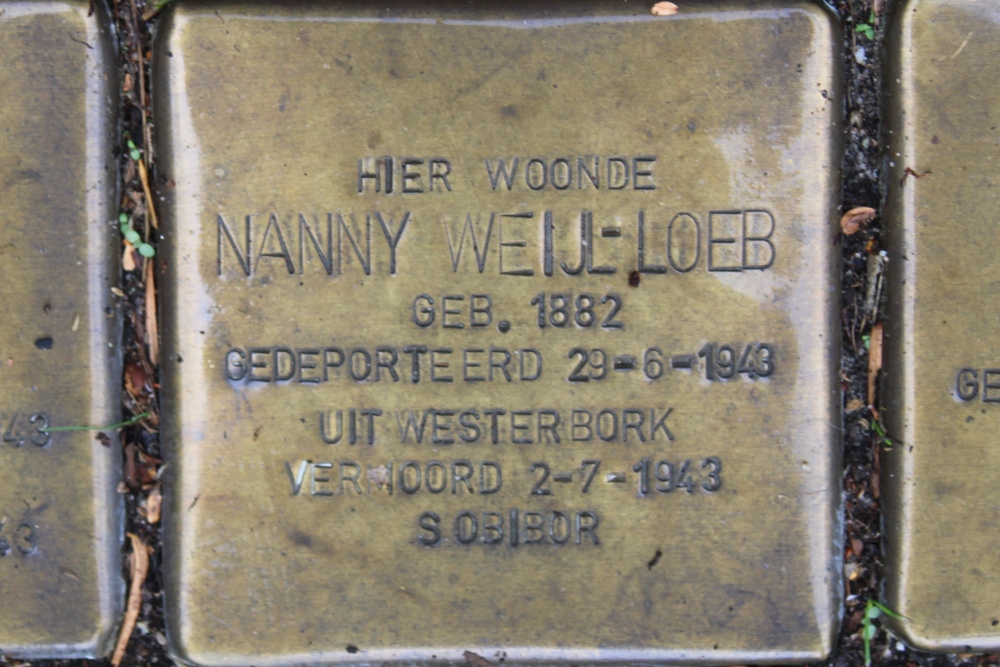 HIER WOONDE
NANNY WEIJL-LOEB
GEB. 1882
GEDEPORTEERD 29-6-1943
UIT WESTERBORK
VERMOORD 2-7-1943
SOBIBOR